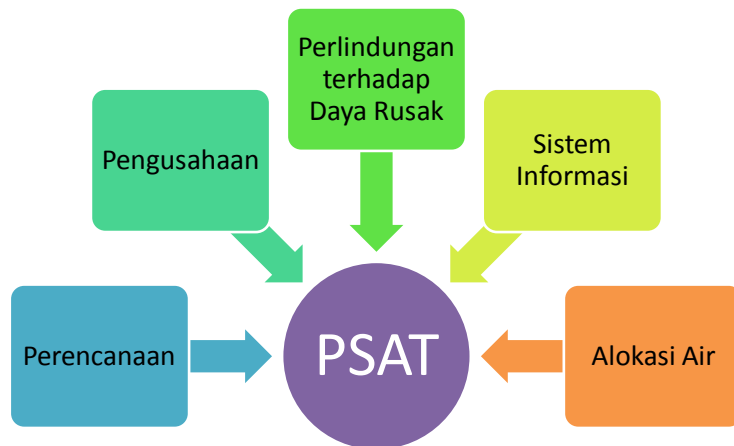 Perencanaan
Pengusahaan
Perlindungan
terhadap
Daya Rusak
Sistem
Informasi
Alokasi Air
PSAT